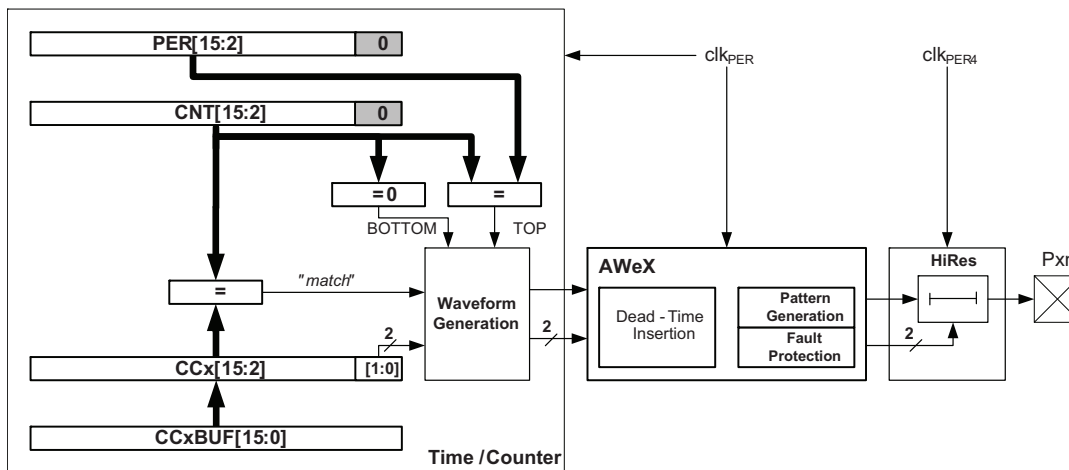 PER[15:2] 0
clkPER
clkPER4
CNT[15:2] 0
= 0
=
BOTTOM
TOP
"match"
=
Waveform
Generation
2
2
CCx[15:2] [1:0]
CCxBUF[15:0]
Time / Counter
AWeX
Dead - Time
Insertion
Pattern
Generation
Fault
Protection
2
HiRes